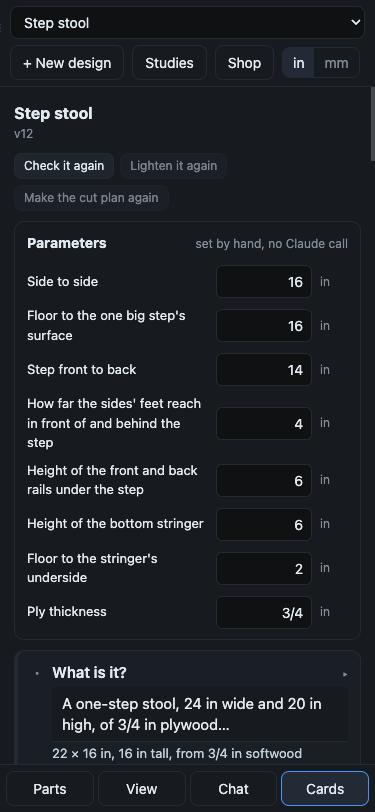 Step stool
+ New design
Studies
Shop
in
mm
Step stool
v12
Check it again
Lighten it again
Make the cut plan again
Parameters
set by hand, no Claude call
Side to side
16
in
Floor to the one big step's
surface
16
in
Step front to back
14
in
How far the sides' feet reach
in front of and behind the
step
4
in
Height of the front and back
rails under the step
6
in
Height of the bottom stringer
6
in
Floor to the stringer's
underside
2
in
Ply thickness
3/4
in
What is it?
A one-step stool, 24 in wide and 20 in
high, of 3/4 in plywood...
22 × 16 in, 16 in tall, from 3/4 in softwood
Parts
View
Chat
Cards